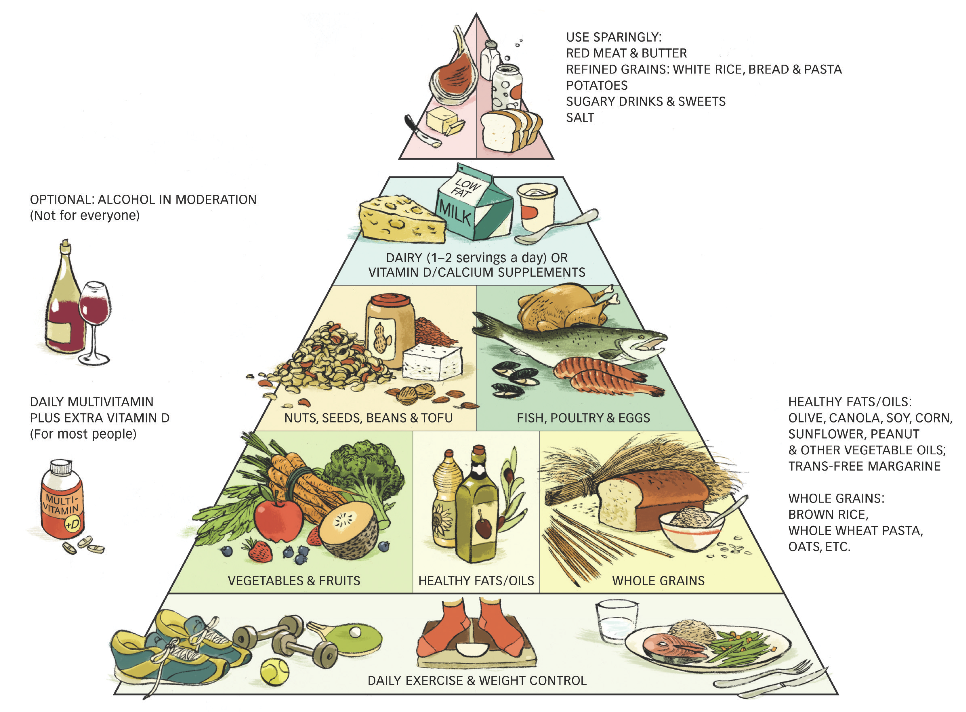 USE SPARINGLY:
RED MEAT & BUTTER
REFINED GRAINS: WHITE RICE, BREAD & PASTA
POTATOES
SUGARY DRINKS & SWEETS
SALT
OPTIONAL: ALCOHOL IN MODERATION
(Not for everyone)
LOW
FAT
MILK
DAIRY (1–2 servings a day) OR
VITAMIN D/CALCIUM SUPPLEMENTS
DAILY MULTIVITAMIN
PLUS EXTRA VITAMIN D
(For most people)
MULTI-
VITAMIN
+D
NUTS, SEEDS, BEANS & TOFU
FISH, POULTRY & EGGS
HEALTHY FATS/OILS:
OLIVE, CANOLA, SOY, CORN,
SUNFLOWER, PEANUT
& OTHER VEGETABLE OILS;
TRANS-FREE MARGARINE
WHOLE GRAINS:
BROWN RICE,
WHOLE WHEAT PASTA,
OATS, ETC.
VEGETABLES & FRUITS
HEALTHY FATS/OILS
WHOLE GRAINS
DAILY EXERCISE & WEIGHT CONTROL